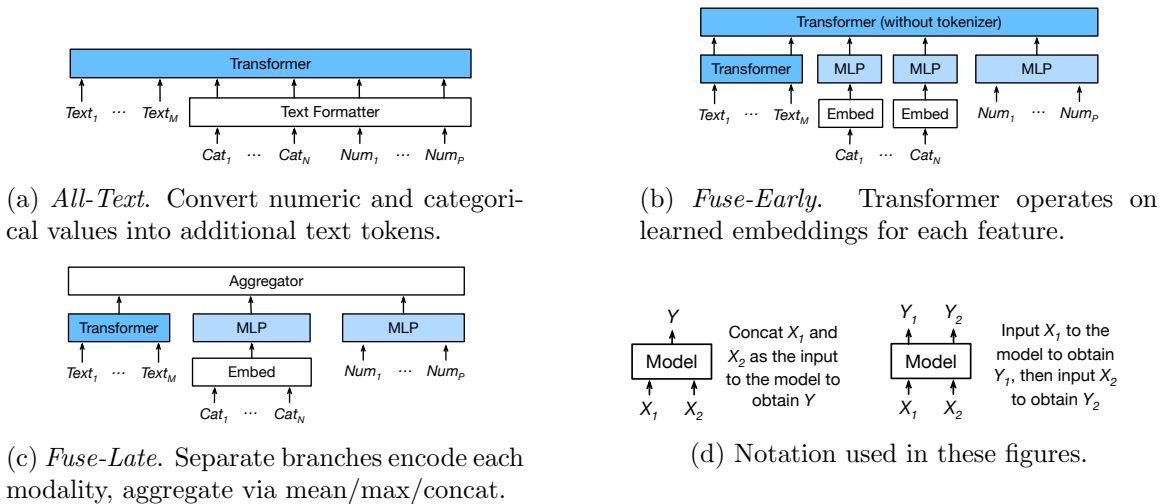 Transformer
Text₁ ⋯ Text_M
Text Formatter
Cat₁ ⋯ Cat_N Num₁ ⋯ Num_P
(a) All-Text. Convert numeric and categori-
cal values into additional text tokens.
Transformer (without tokenizer)
Transformer MLP MLP MLP
Text₁ ⋯ Text_M Embed ⋯ Embed Num₁ ⋯ Num_P
Cat₁ ⋯ Cat_N
(b) Fuse-Early. Transformer operates on
learned embeddings for each feature.
Aggregator
Transformer MLP MLP
Text₁ ⋯ Text_M Embed Num₁ ⋯ Num_P
Cat₁ ⋯ Cat_N
(c) Fuse-Late. Separate branches encode each
modality, aggregate via mean/max/concat.
Y
Model
X₁ X₂
Concat X₁ and
X₂ as the input
to the model to
obtain Y
Y₁ Y₂
Model
X₁ X₂
Input X₁ to the
model to obtain
Y₁, then input X₂
to obtain Y₂
(d) Notation used in these figures.